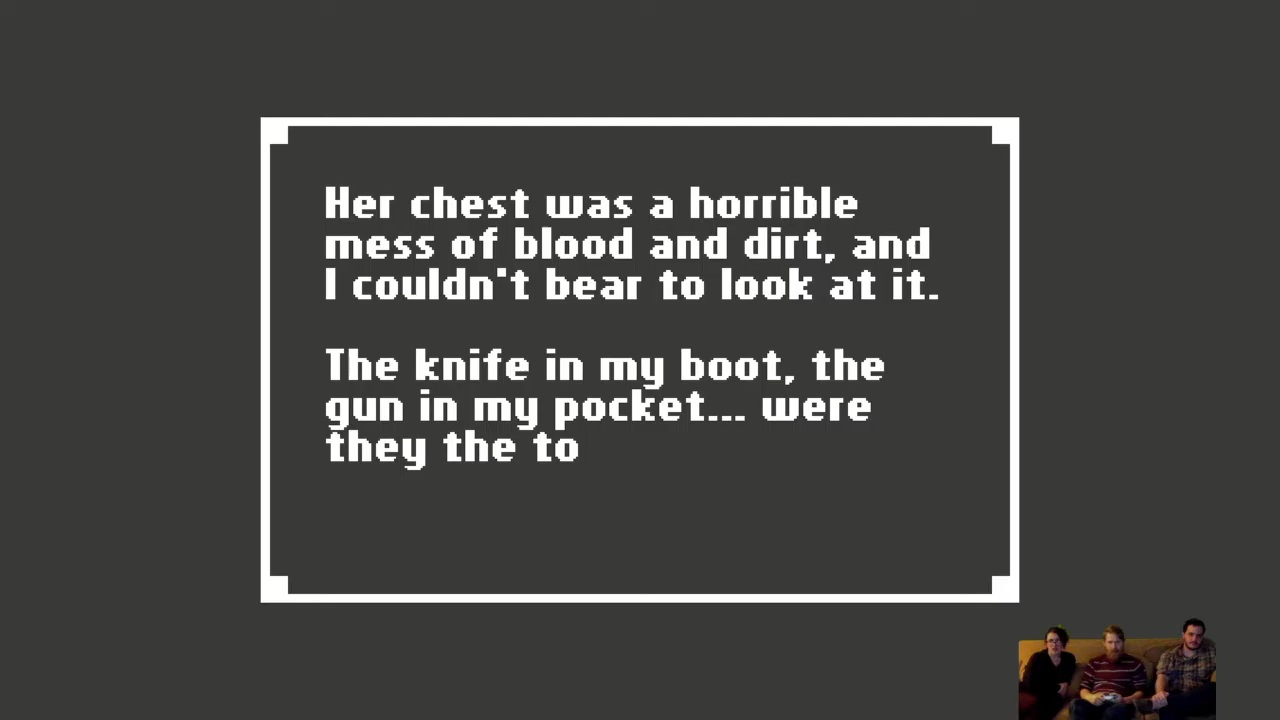 Her chest was a horrible
mess of blood and dirt, and
I couldn't bear to look at it.
The knife in my boot, the
gun in my pocket... were
they the to